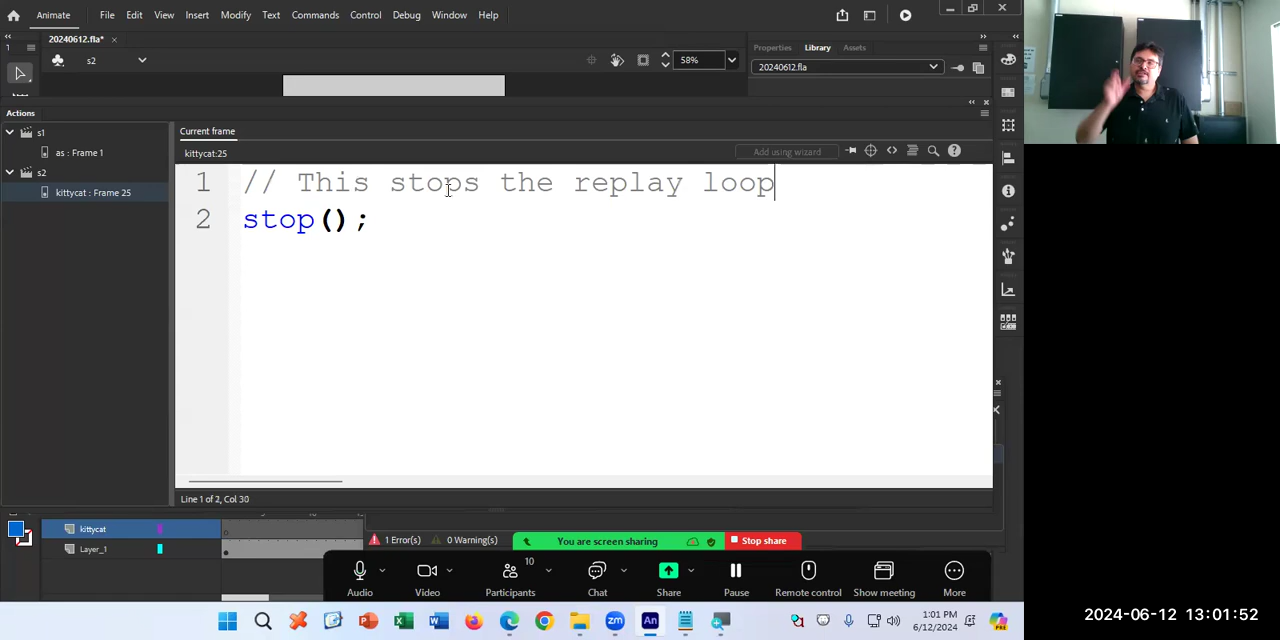 Animate File Edit View Insert Modify Text Commands Control Debug Window Help
20240612.fla*
1
s2 58%
Properties Library Assets
20240612.fla
Actions
s1
as : Frame 1
s2
kittycat : Frame 25
Current frame
kittycat:25 Add using wizard
1 // This stops the replay loop
2 stop();
Line 1 of 2, Col 30
kittycat
Layer_1
1 Error(s) 0 Warning(s) You are screen sharing Stop share
10
Audio Video Participants Chat Share Pause Remote control Show meeting More
1:01 PM
6/12/2024
2024-06-12 13:01:52